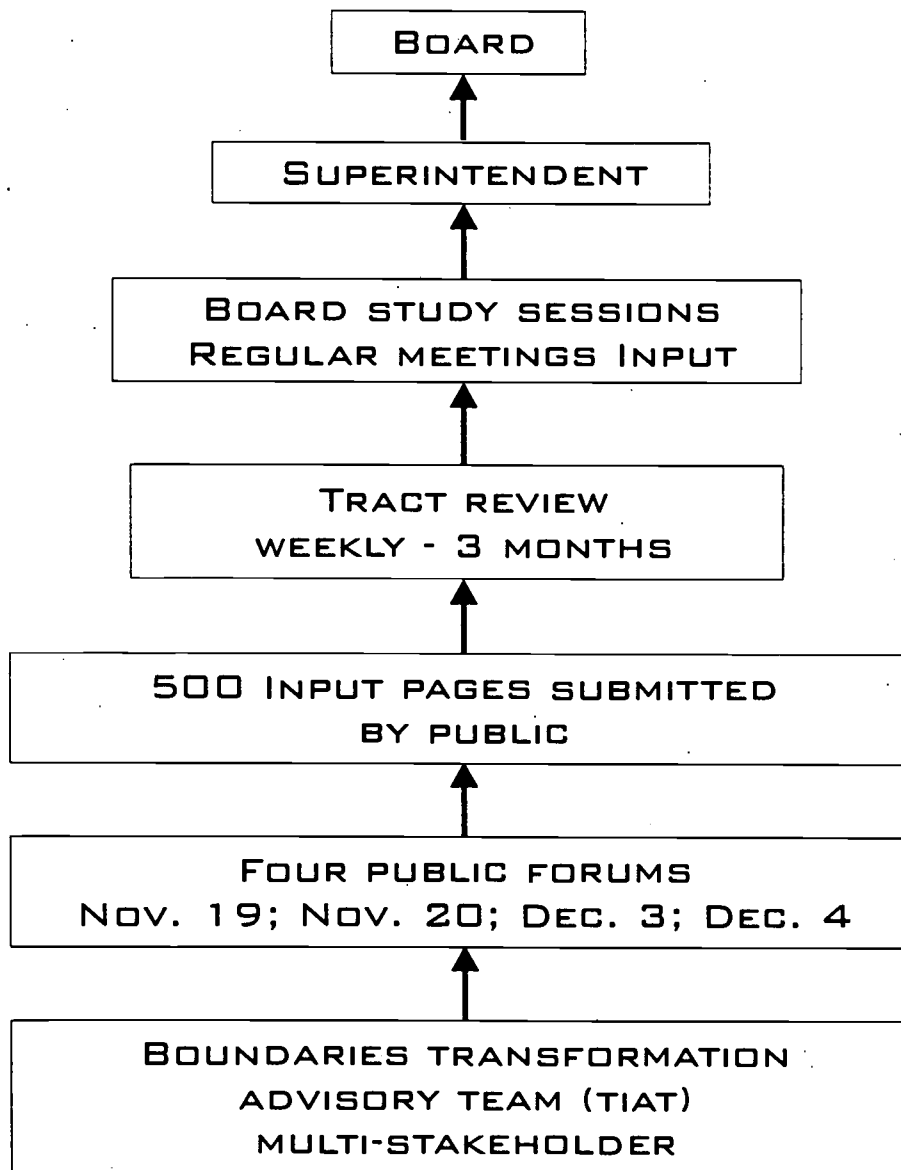 Board
Superintendent
Board study sessions
Regular meetings Input
Tract review
weekly - 3 months
500 Input pages submitted
by public
Four public forums
Nov. 19; Nov. 20; Dec. 3; Dec. 4
Boundaries transformation
advisory team (TIAT)
multi-stakeholder